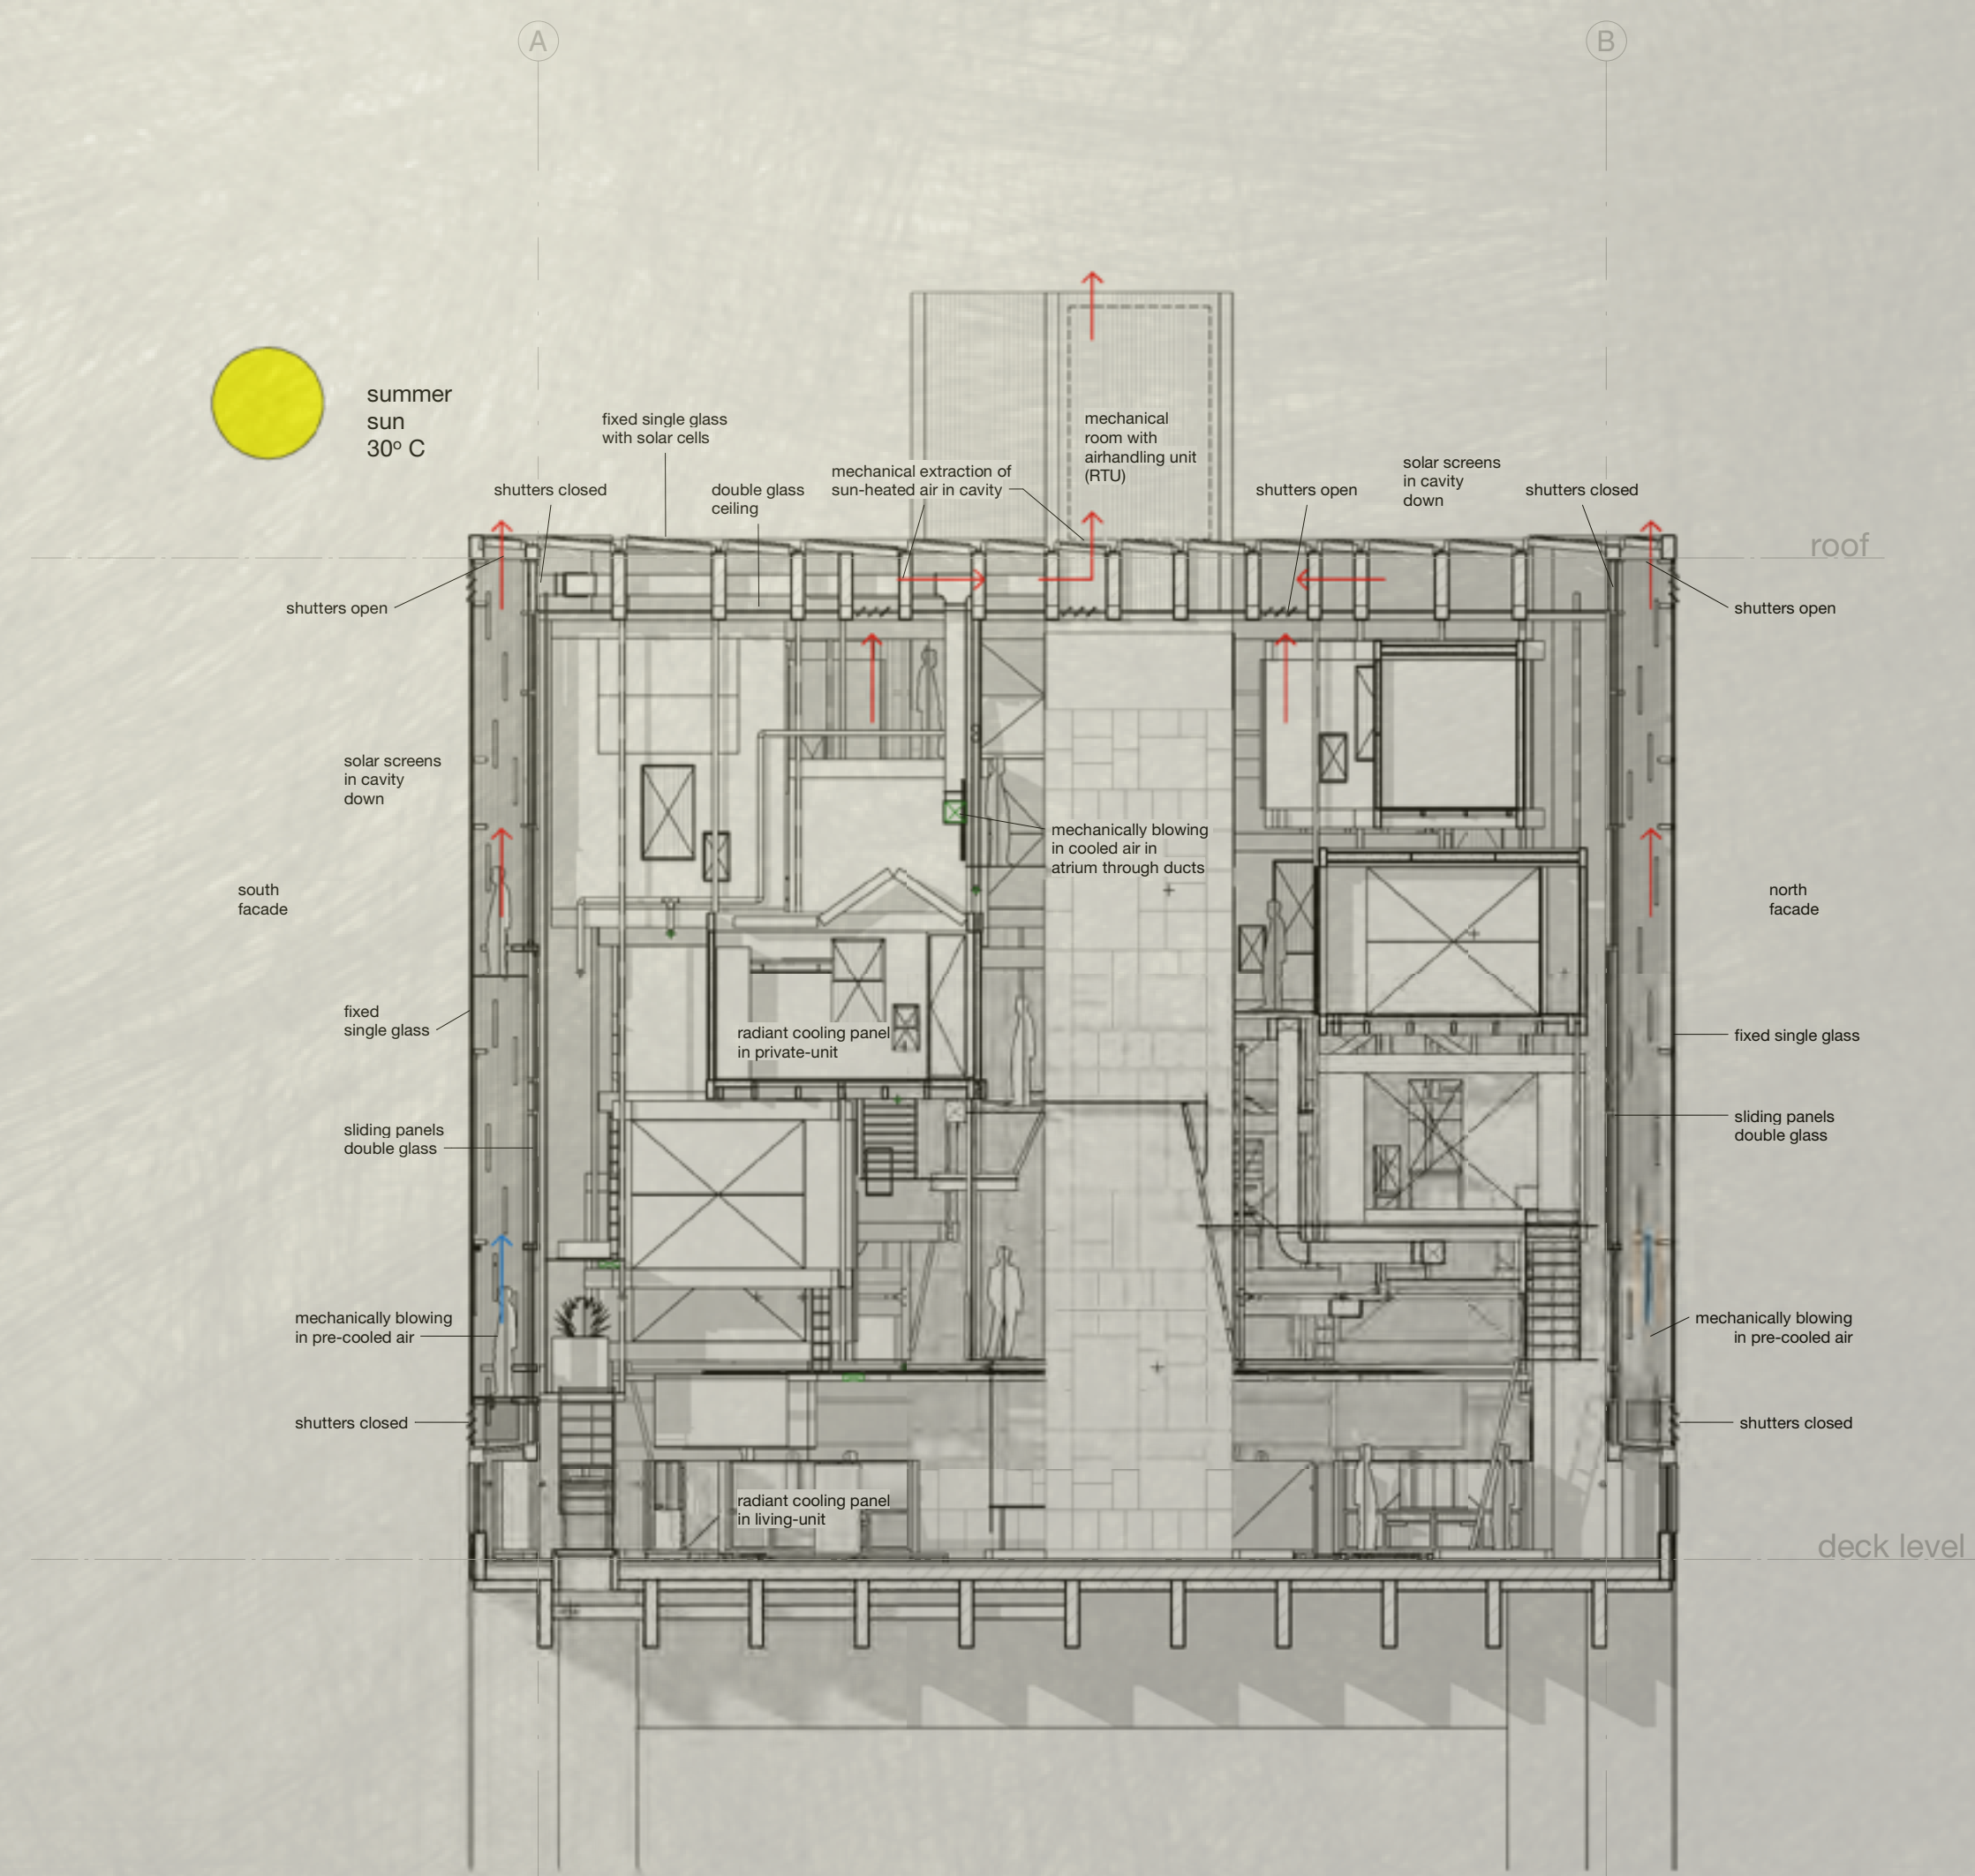 A
B
summer
sun
30º C
fixed single glass
with solar cells
mechanical
room with
airhandling unit
(RTU)
mechanical extraction of
sun-heated air in cavity
solar screens
in cavity
down
shutters closed
double glass
ceiling
shutters open
shutters closed
roof
shutters open
shutters open
solar screens
in cavity
down
mechanically blowing
in cooled air in
atrium through ducts
south
facade
north
facade
fixed
single glass
radiant cooling panel
in private-unit
fixed single glass
sliding panels
double glass
sliding panels
double glass
mechanically blowing
in pre-cooled air
mechanically blowing
in pre-cooled air
shutters closed
shutters closed
radiant cooling panel
in living-unit
deck level